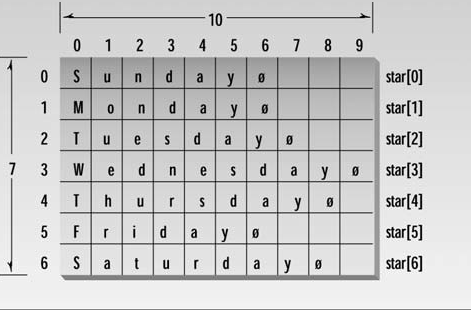 10
0 1 2 3 4 5 6 7 8 9
0 S u n d a y ø star[0]
1 M o n d a y ø star[1]
2 T u e s d a y ø star[2]
7 3 W e d n e s d a y ø star[3]
4 T h u r s d a y ø star[4]
5 F r i d a y ø star[5]
6 S a t u r d a y ø star[6]